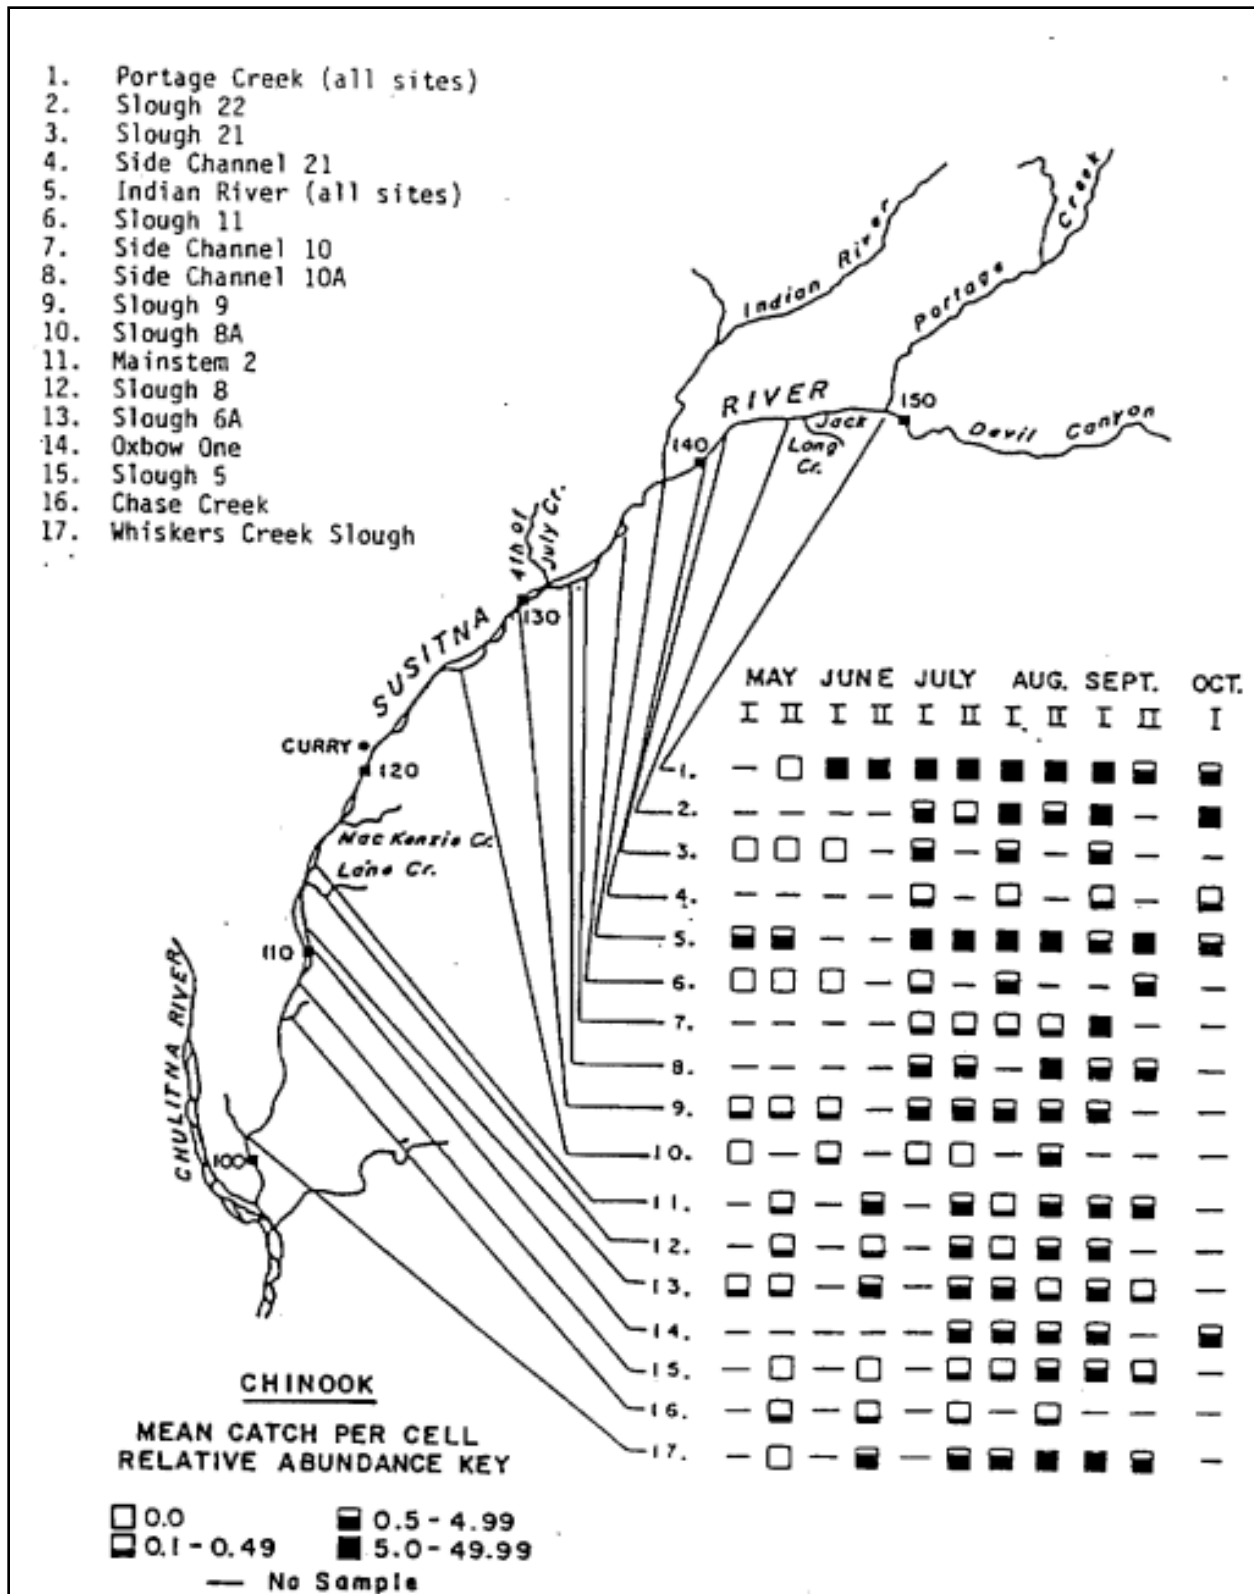 1. Portage Creek (all sites)
2. Slough 22
3. Slough 21
4. Side Channel 21
5. Indian River (all sites)
6. Slough 11
7. Side Channel 10
8. Side Channel 10A
9. Slough 9
10. Slough 8A
11. Mainstem 2
12. Slough 8
13. Slough 6A
14. Oxbow One
15. Slough 5
16. Chase Creek
17. Whiskers Creek Slough
Indian River
Portage Creek
RIVER
150
Jack
Long
Cr.
Devil Canyon
140
4th of
July Cr.
130
SUSITNA
CURRY
120
MacKenzie Cr.
Lane Cr.
110
CHULITNA RIVER
100
MAY JUNE JULY AUG. SEPT. OCT.
I II I II I II I II I II I
1.
2.
3.
4.
5.
6.
7.
8.
9.
10.
11.
12.
13.
14.
15.
16.
17.
CHINOOK
MEAN CATCH PER CELL
RELATIVE ABUNDANCE KEY
0.0 0.5 - 4.99
0.1 - 0.49 5.0 - 49.99
— No Sample